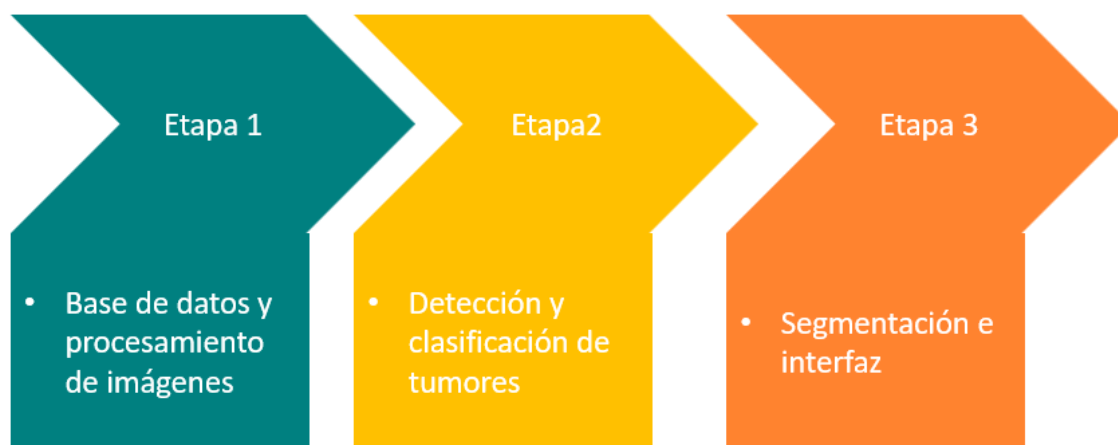 Etapa 1
Etapa2
Etapa 3
• Base de datos y
procesamiento
de imágenes
• Detección y
clasificación de
tumores
• Segmentación e
interfaz